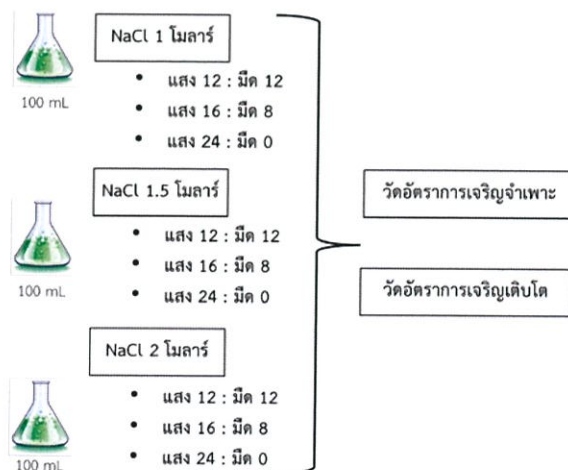 NaCl 1 โมลาร์
• แสง 12 : มืด 12
• แสง 16 : มืด 8
• แสง 24 : มืด 0
100 mL
NaCl 1.5 โมลาร์
• แสง 12 : มืด 12
• แสง 16 : มืด 8
• แสง 24 : มืด 0
100 mL
NaCl 2 โมลาร์
• แสง 12 : มืด 12
• แสง 16 : มืด 8
• แสง 24 : มืด 0
100 mL
วัดอัตราการเจริญจำเพาะ
วัดอัตราการเจริญเติบโต